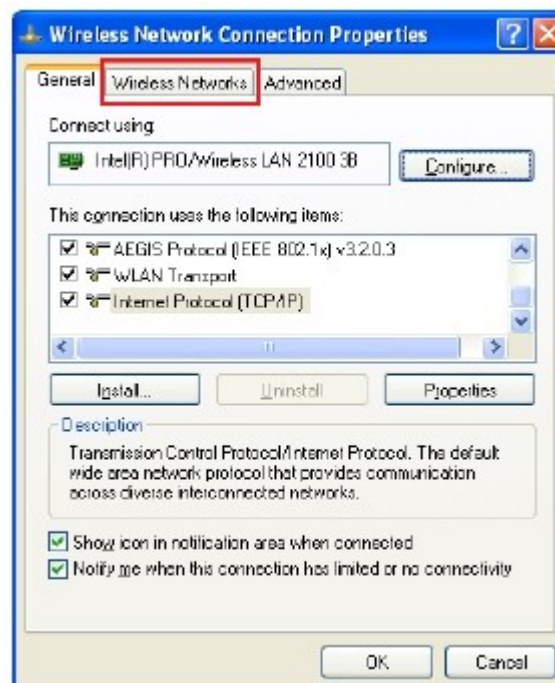 Wireless Network Connection Properties
General Wireless Networks Advanced
Connect using:
Intel(R) PRO/Wireless LAN 2100 3B
Configure...
This connection uses the following items:
AEGIS Protocol (IEEE 802.1x) v3.2.0.3
WLAN Transport
Internet Protocol (TCP/IP)
Install... Uninstall Properties
Description
Transmission Control Protocol/Internet Protocol. The default
wide area network protocol that provides communication
across diverse interconnected networks.
Show icon in notification area when connected
Notify me when this connection has limited or no connectivity
OK Cancel